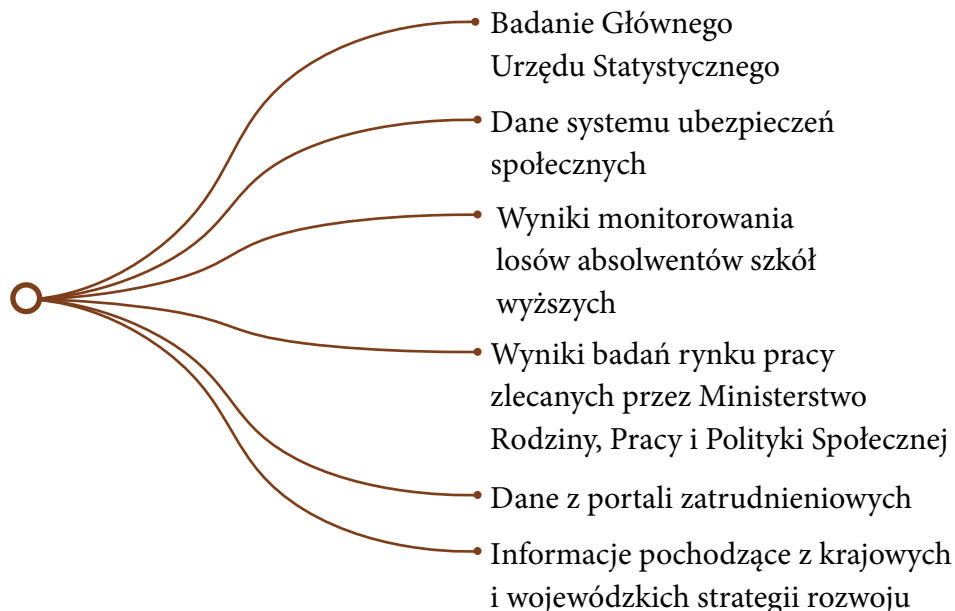 Badanie Głównego
Urzędu Statystycznego
Dane systemu ubezpieczeń
społecznych
Wyniki monitorowania
losów absolwentów szkół
wyższych
Wyniki badań rynku pracy
zlecanych przez Ministerstwo
Rodziny, Pracy i Polityki Społecznej
Dane z portali zatrudnieniowych
Informacje pochodzące z krajowych
i wojewódzkich strategii rozwoju